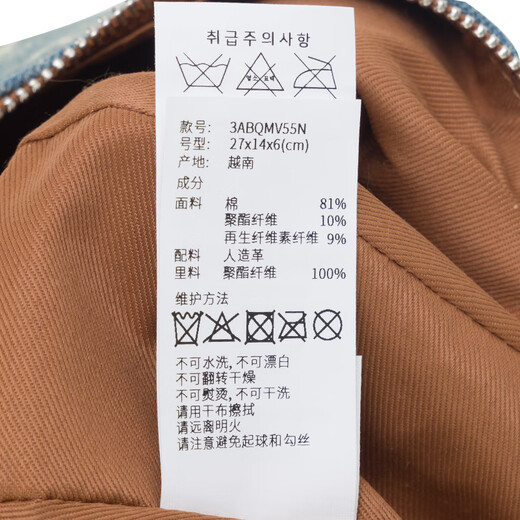 취급주의사항
염소 표백
款号: 3ABQMV55N
号型: 27x14x6(cm)
产地: 越南
成分
面料 棉 81%
聚酯纤维 10%
再生纤维素纤维 9%
配料 人造革
里料 聚酯纤维 100%
维护方法
不可水洗,不可漂白
不可翻转干燥
不可熨烫,不可干洗
请用干布擦拭
请远离明火
请注意避免起球和勾丝